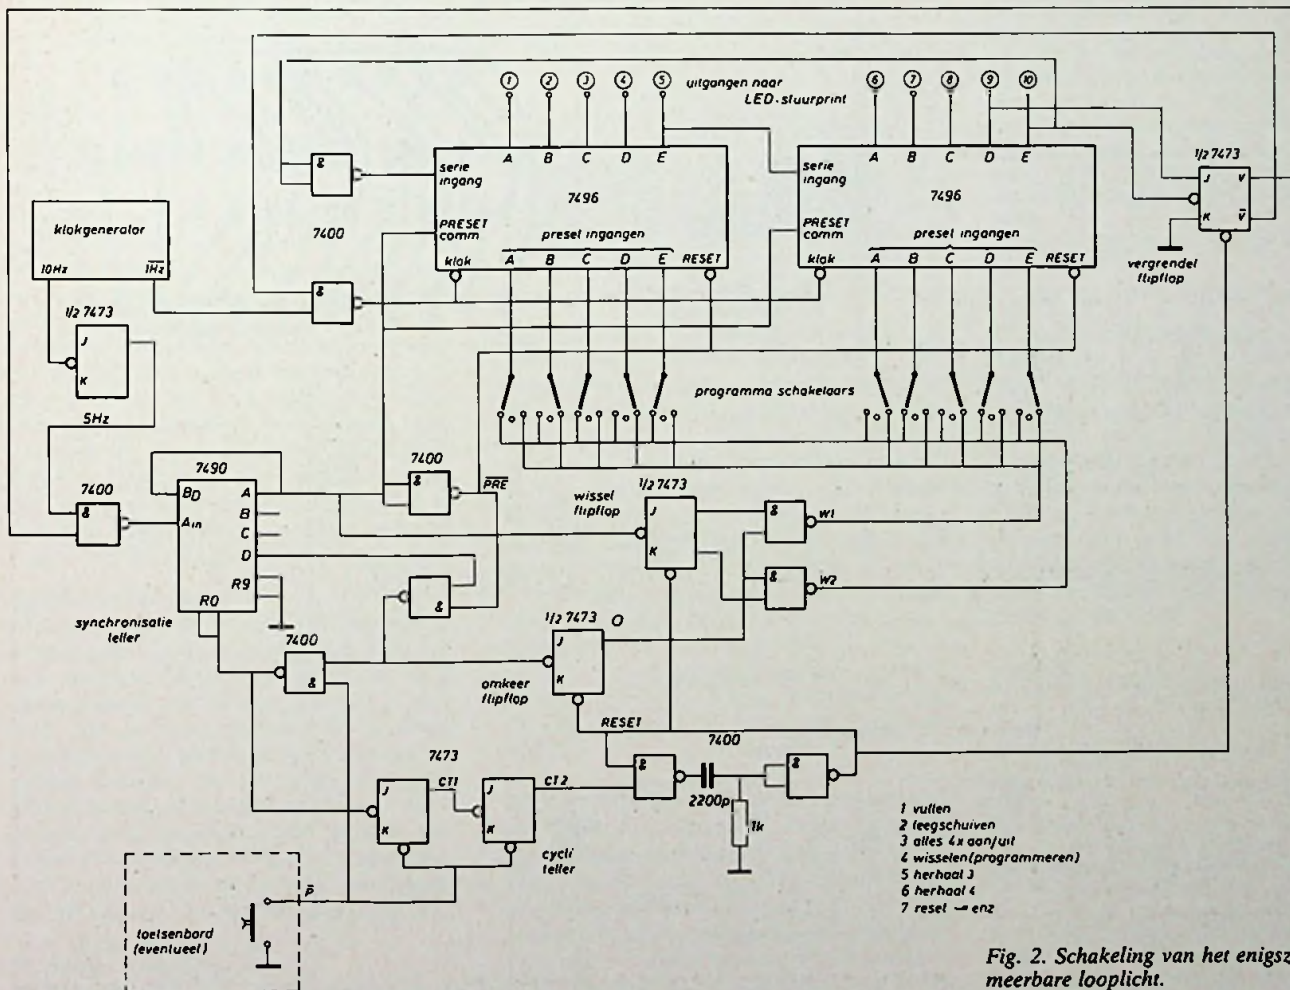 1 2 3 4 5
uitgangen naar
LED-stuurprint
6 7 8 9 10
A B C D E
serie
ingang
7496
PRESET
comm
preset ingangen
klok A B C D E RESET
A B C D E
serie
ingang
7496
PRESET
comm
preset ingangen
klok A B C D E RESET
1/2 7473
J V
K V̅
vergrendel
flipflop
&
7400
&
klokgenerator
10Hz 1Hz
1/2 7473
J
K
5Hz
programma schakelaars
7400
&
7490
BD A
Ain B
C
D
R9
R0
synchronisatie
teller
7400
&
PRE
&
wissel
flipflop
1/2 7473
J
K
& W1
& W2
7400
&
1/2 7473 O
J
K
omkeer
flipflop
RESET
7400
&
2200p
1k
&
7473
J CT1
K
J CT2
K
cycli
teller
P̅
toetsenbord
(eventueel)
1 vullen
2 leegschuiven
3 alles 4x aan/uit
4 wisselen (programmeren)
5 herhaal 3
6 herhaal 4
7 reset → enz
Fig. 2. Schakeling van het enigsz
meerbare looplicht.